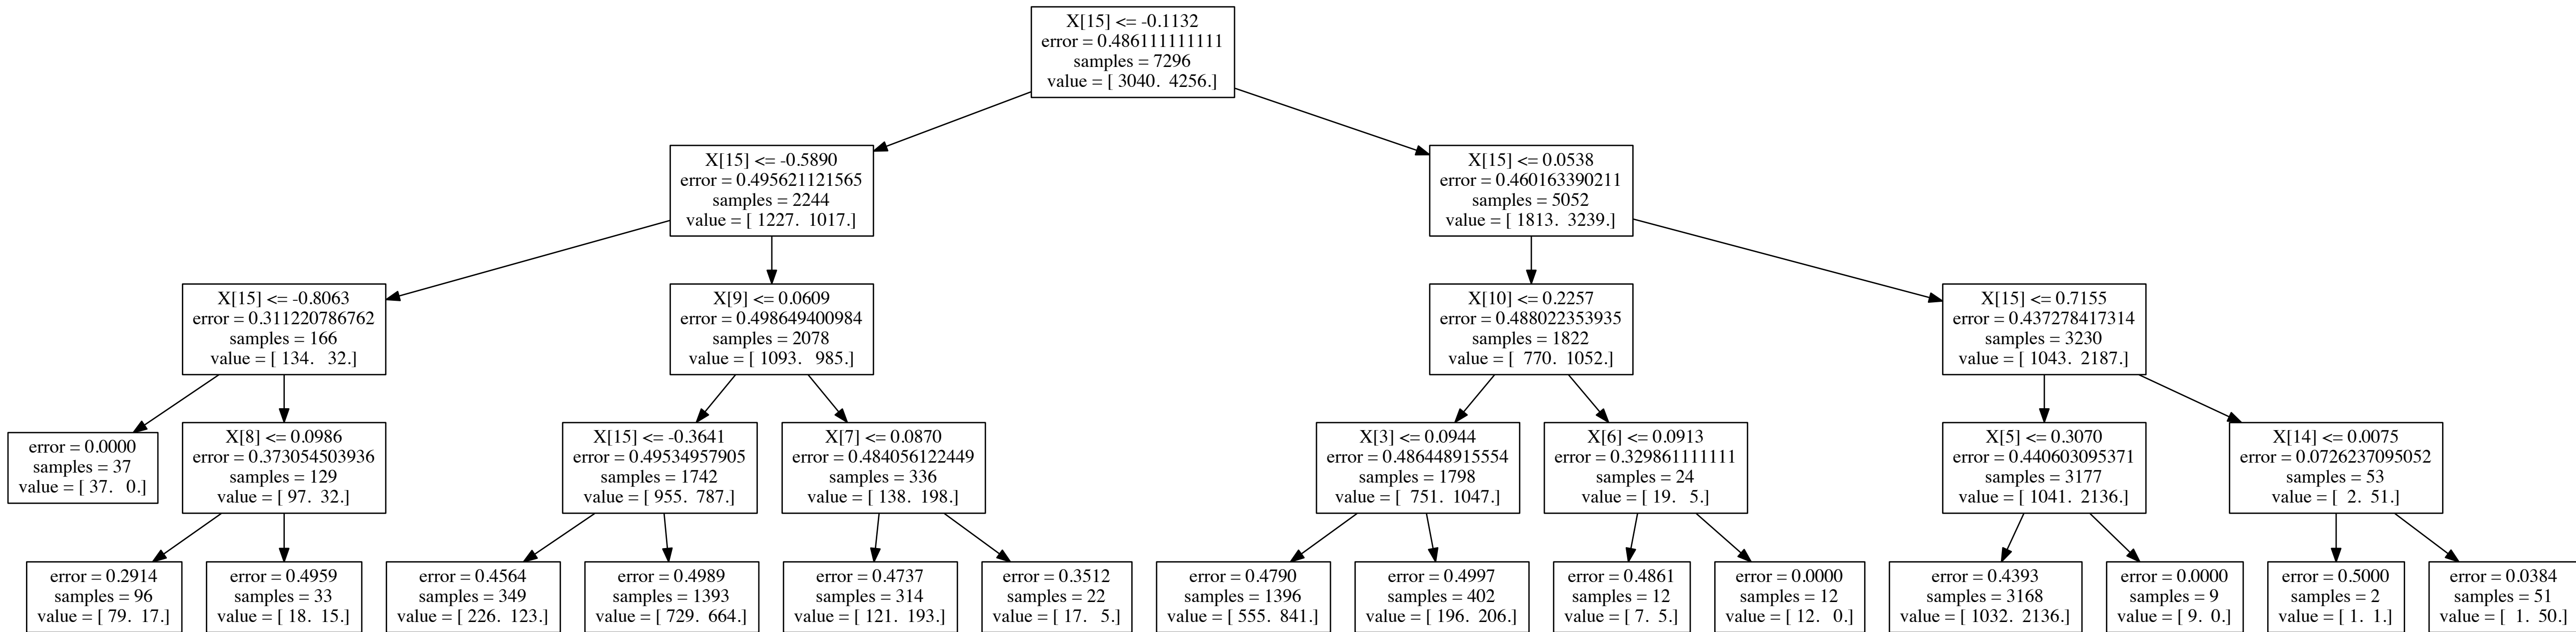 X[15] <= -0.1132
error = 0.486111111111
samples = 7296
value = [ 3040. 4256.]
X[15] <= -0.5890
error = 0.495621121565
samples = 2244
value = [ 1227. 1017.]
X[15] <= 0.0538
error = 0.460163390211
samples = 5052
value = [ 1813. 3239.]
X[15] <= -0.8063
error = 0.311220786762
samples = 166
value = [ 134. 32.]
X[9] <= 0.0609
error = 0.498649400984
samples = 2078
value = [ 1093. 985.]
X[10] <= 0.2257
error = 0.488022353935
samples = 1822
value = [ 770. 1052.]
X[15] <= 0.7155
error = 0.437278417314
samples = 3230
value = [ 1043. 2187.]
error = 0.0000
samples = 37
value = [ 37. 0.]
X[8] <= 0.0986
error = 0.373054503936
samples = 129
value = [ 97. 32.]
X[15] <= -0.3641
error = 0.49534957905
samples = 1742
value = [ 955. 787.]
X[7] <= 0.0870
error = 0.484056122449
samples = 336
value = [ 138. 198.]
X[3] <= 0.0944
error = 0.486448915554
samples = 1798
value = [ 751. 1047.]
X[6] <= 0.0913
error = 0.329861111111
samples = 24
value = [ 19. 5.]
X[5] <= 0.3070
error = 0.440603095371
samples = 3177
value = [ 1041. 2136.]
X[14] <= 0.0075
error = 0.0726237095052
samples = 53
value = [ 2. 51.]
error = 0.2914
samples = 96
value = [ 79. 17.]
error = 0.4959
samples = 33
value = [ 18. 15.]
error = 0.4564
samples = 349
value = [ 226. 123.]
error = 0.4989
samples = 1393
value = [ 729. 664.]
error = 0.4737
samples = 314
value = [ 121. 193.]
error = 0.3512
samples = 22
value = [ 17. 5.]
error = 0.4790
samples = 1396
value = [ 555. 841.]
error = 0.4997
samples = 402
value = [ 196. 206.]
error = 0.4861
samples = 12
value = [ 7. 5.]
error = 0.0000
samples = 12
value = [ 12. 0.]
error = 0.4393
samples = 3168
value = [ 1032. 2136.]
error = 0.0000
samples = 9
value = [ 9. 0.]
error = 0.5000
samples = 2
value = [ 1. 1.]
error = 0.0384
samples = 51
value = [ 1. 50.]